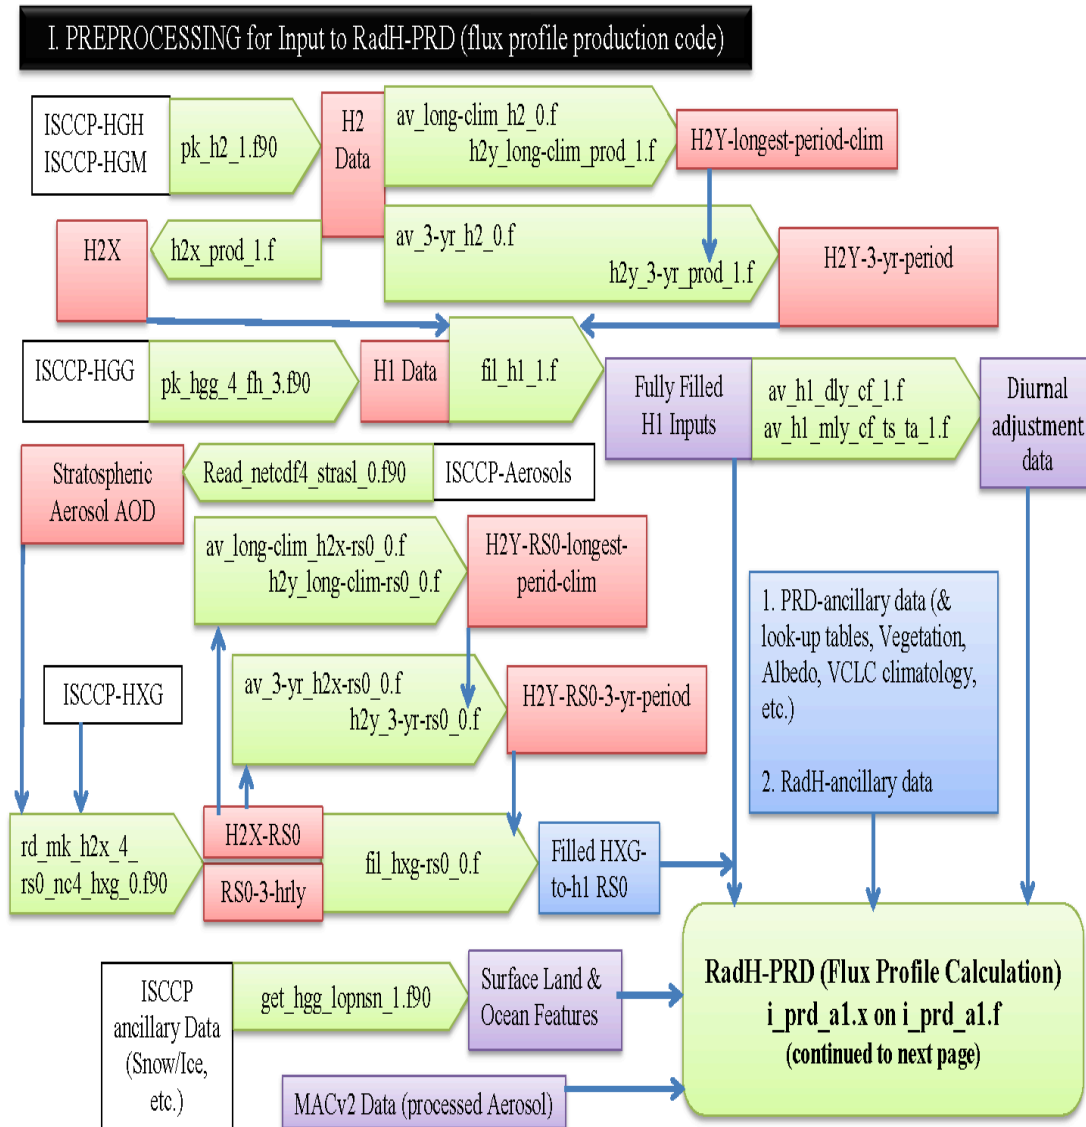 I. PREPROCESSING for Input to RadH-PRD (flux profile production code)
ISCCP-HGH
ISCCP-HGM
pk_h2_1.f90
H2
Data
av_long-clim_h2_0.f
h2y_long-clim_prod_1.f
H2Y-longest-period-clim
H2X
h2x_prod_1.f
av_3-yr_h2_0.f
h2y_3-yr_prod_1.f
H2Y-3-yr-period
ISCCP-HGG
pk_hgg_4_fh_3.f90
H1 Data
fil_h1_1.f
Fully Filled
H1 Inputs
av_h1_dly_cf_1.f
av_h1_mly_cf_ts_ta_1.f
Diurnal
adjustment
data
Stratospheric
Aerosol AOD
Read_netcdf4_strasl_0.f90
ISCCP-Aerosols
av_long-clim_h2x-rs0_0.f
h2y_long-clim-rs0_0.f
H2Y-RS0-longest-
perid-clim
1. PRD-ancillary data (&
look-up tables, Vegetation,
Albedo, VCLC climatology,
etc.)
2. RadH-ancillary data
ISCCP-HXG
av_3-yr_h2x-rs0_0.f
h2y_3-yr-rs0_0.f
H2Y-RS0-3-yr-period
rd_mk_h2x_4_
rs0_nc4_hxg_0.f90
H2X-RS0
RS0-3-hrly
fil_hxg-rs0_0.f
Filled HXG-
to-h1 RS0
ISCCP
ancillary Data
(Snow/Ice,
etc.)
get_hgg_lopnsn_1.f90
Surface Land &
Ocean Features
RadH-PRD (Flux Profile Calculation)
i_prd_a1.x on i_prd_a1.f
(continued to next page)
MACv2 Data (processed Aerosol)